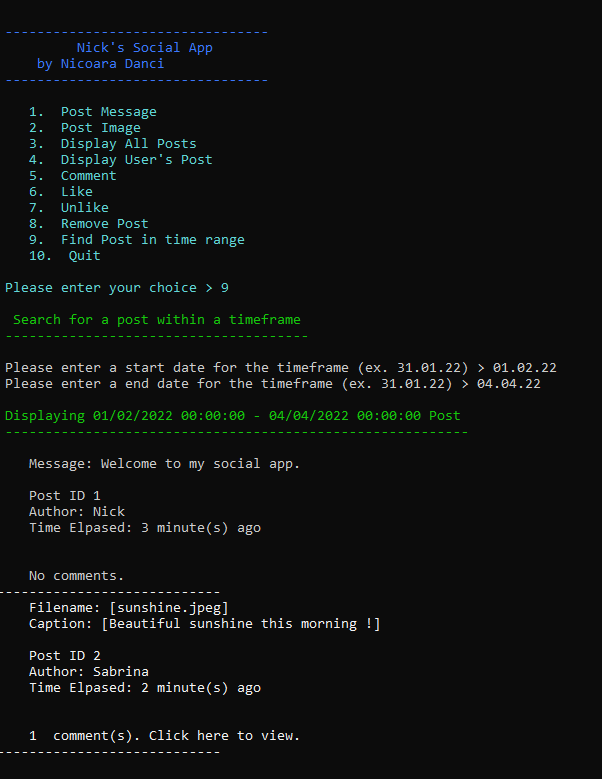 ---------------------------------
Nick's Social App
by Nicoara Danci
---------------------------------
1. Post Message
2. Post Image
3. Display All Posts
4. Display User's Post
5. Comment
6. Like
7. Unlike
8. Remove Post
9. Find Post in time range
10. Quit
Please enter your choice > 9
Search for a post within a timeframe
--------------------------------------
Please enter a start date for the timeframe (ex. 31.01.22) > 01.02.22
Please enter a end date for the timeframe (ex. 31.01.22) > 04.04.22
Displaying 01/02/2022 00:00:00 - 04/04/2022 00:00:00 Post
----------------------------------------------------------
Message: Welcome to my social app.
Post ID 1
Author: Nick
Time Elpased: 3 minute(s) ago
No comments.
----------------------------
Filename: [sunshine.jpeg]
Caption: [Beautiful sunshine this morning !]
Post ID 2
Author: Sabrina
Time Elpased: 2 minute(s) ago
1  comment(s). Click here to view.
----------------------------